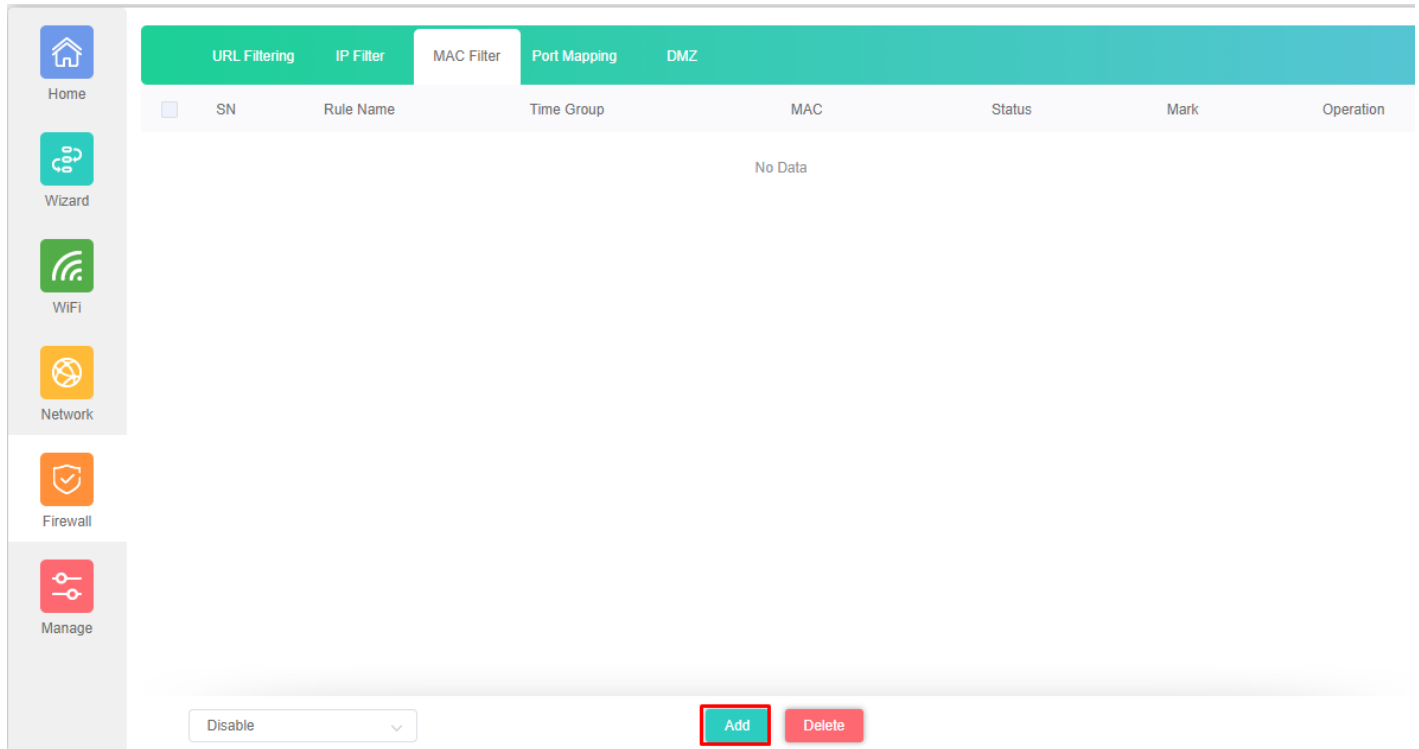 URL Filtering IP Filter MAC Filter Port Mapping DMZ
Home
SN Rule Name Time Group MAC Status Mark Operation
No Data
Wizard
WiFi
Network
Firewall
Manage
Disable Add Delete